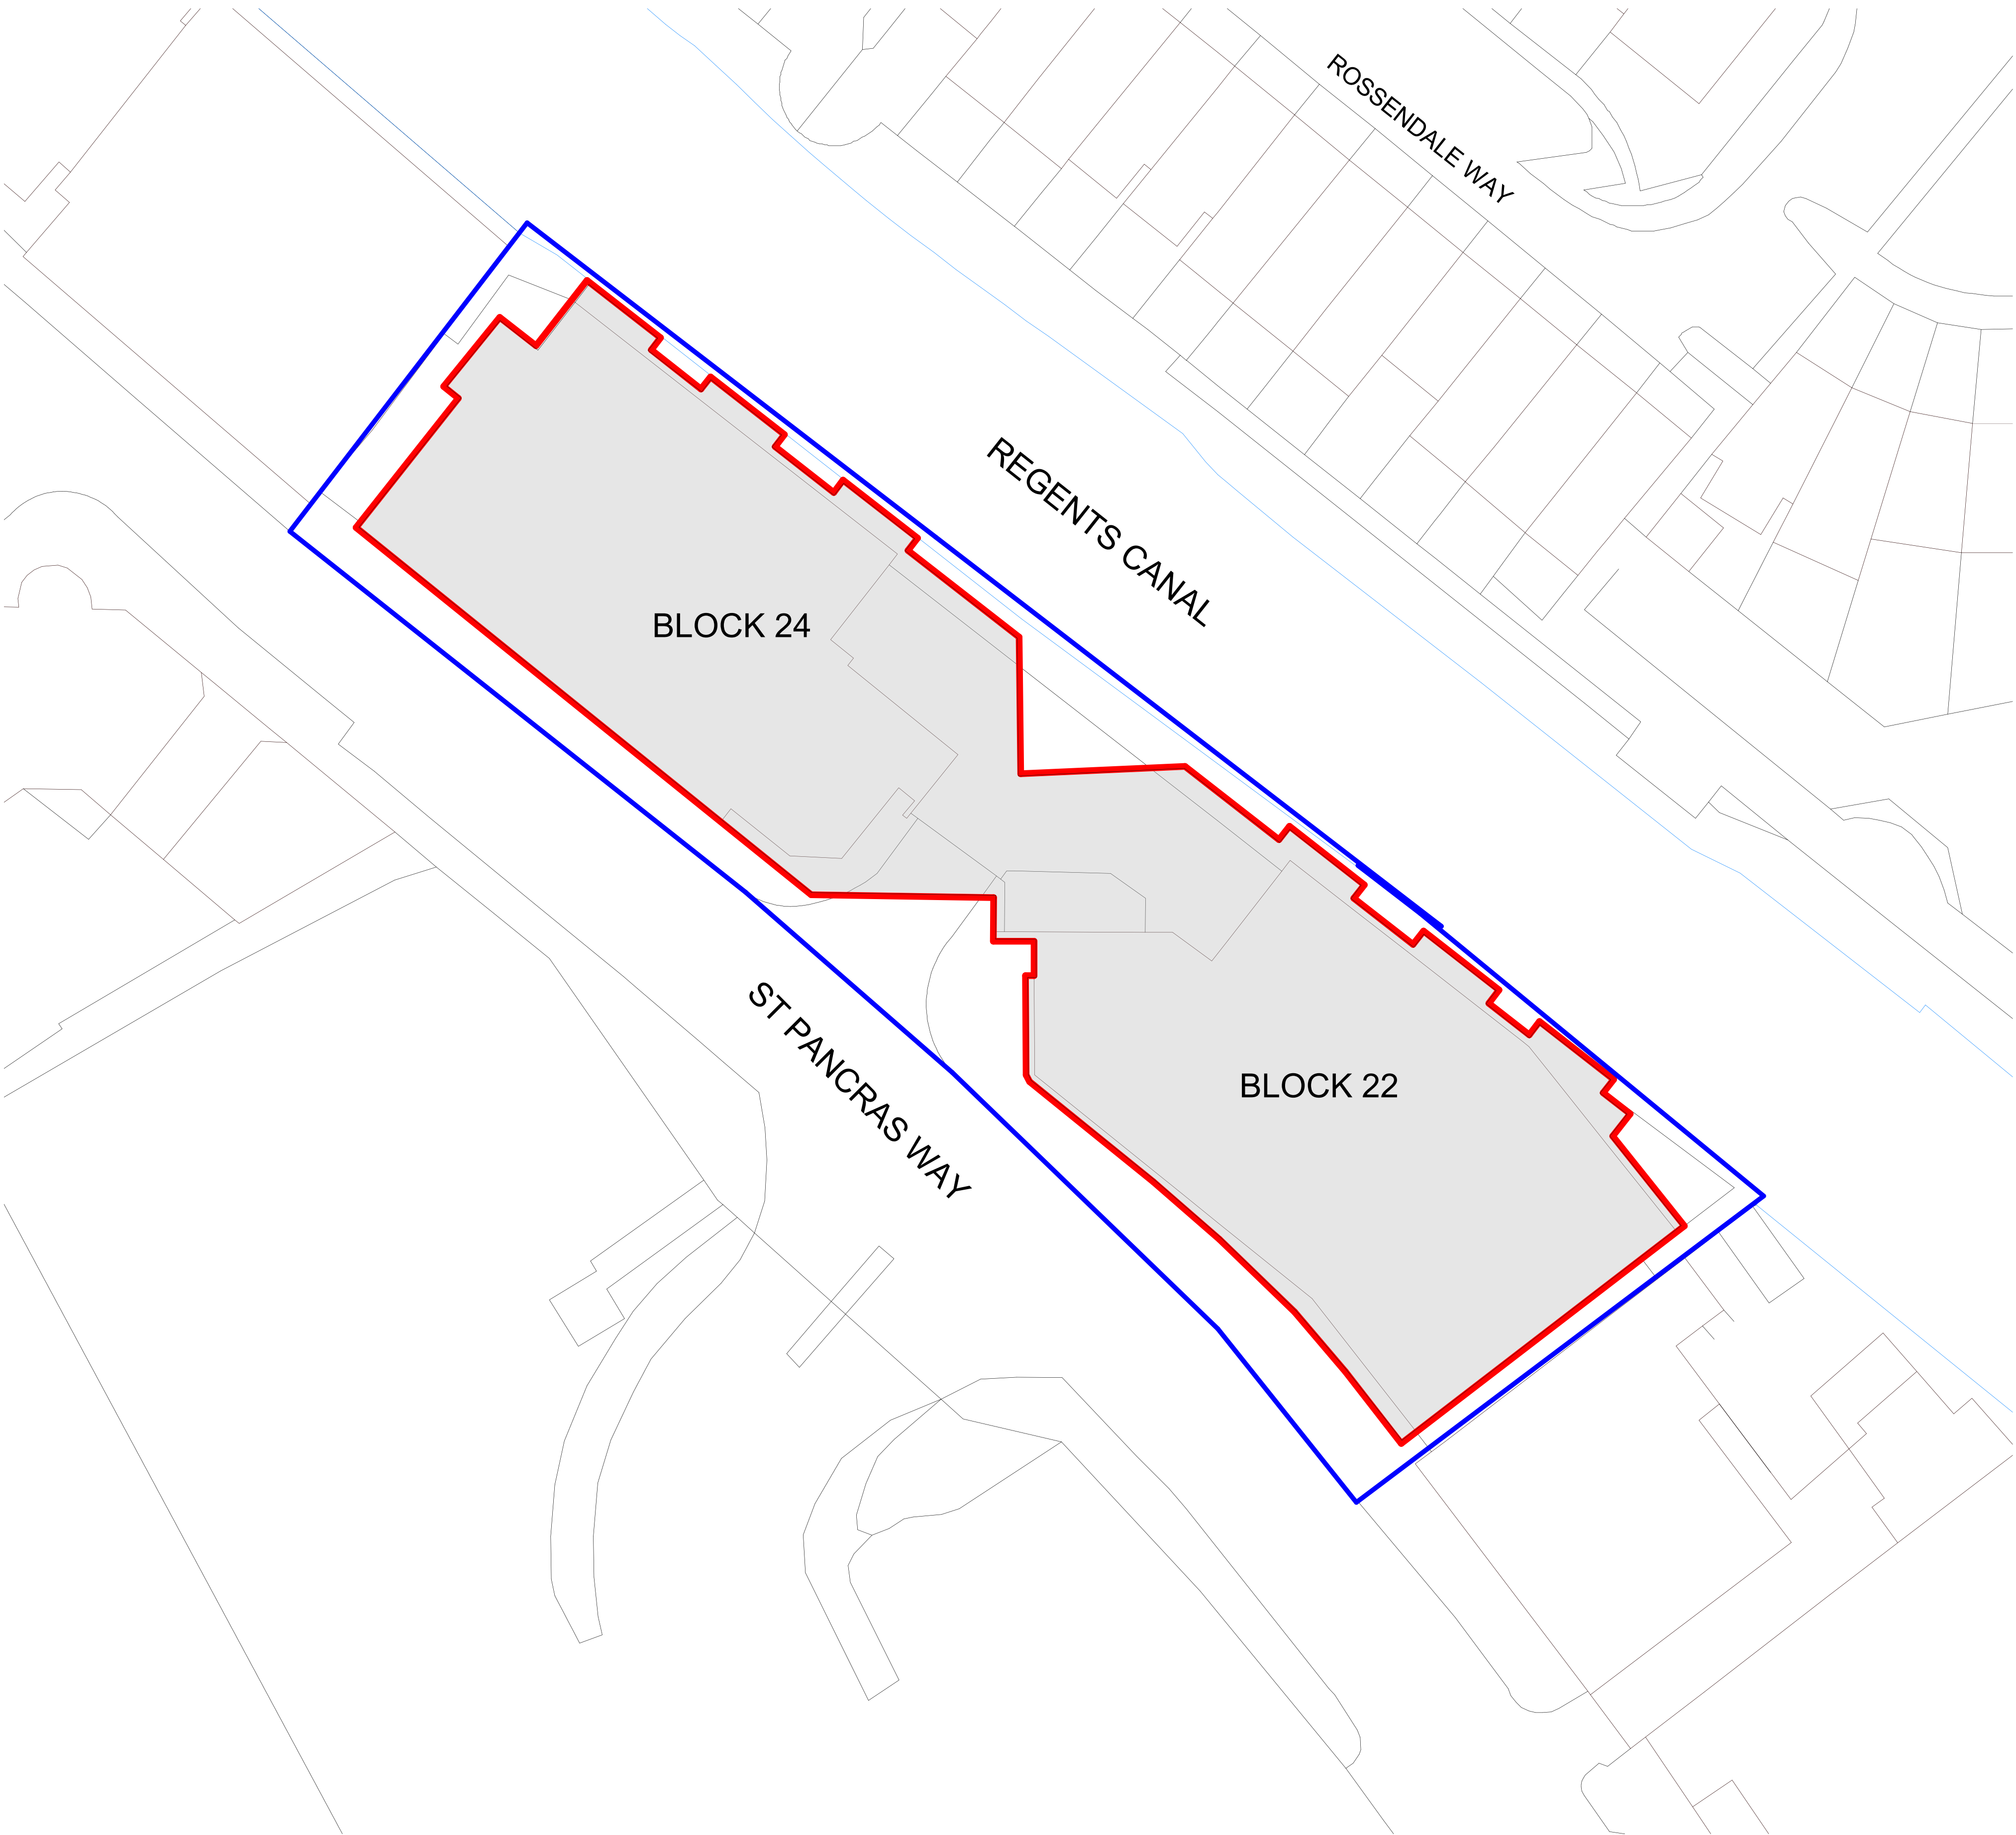 ROSSENDALE WAY
REGENTS CANAL
BLOCK 24
ST PANCRAS WAY
BLOCK 22